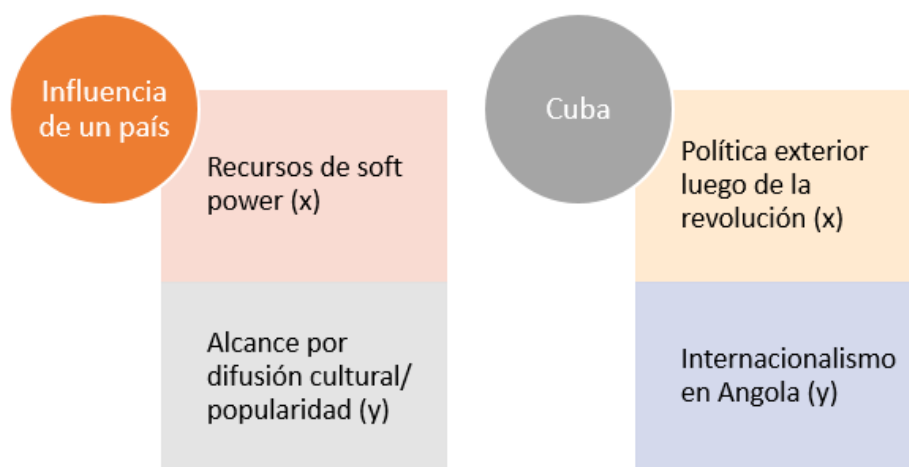 Influencia
de un país
Recursos de soft
power (x)
Alcance por
difusión cultural/
popularidad (y)
Cuba
Política exterior
luego de la
revolución (x)
Internacionalismo
en Angola (y)